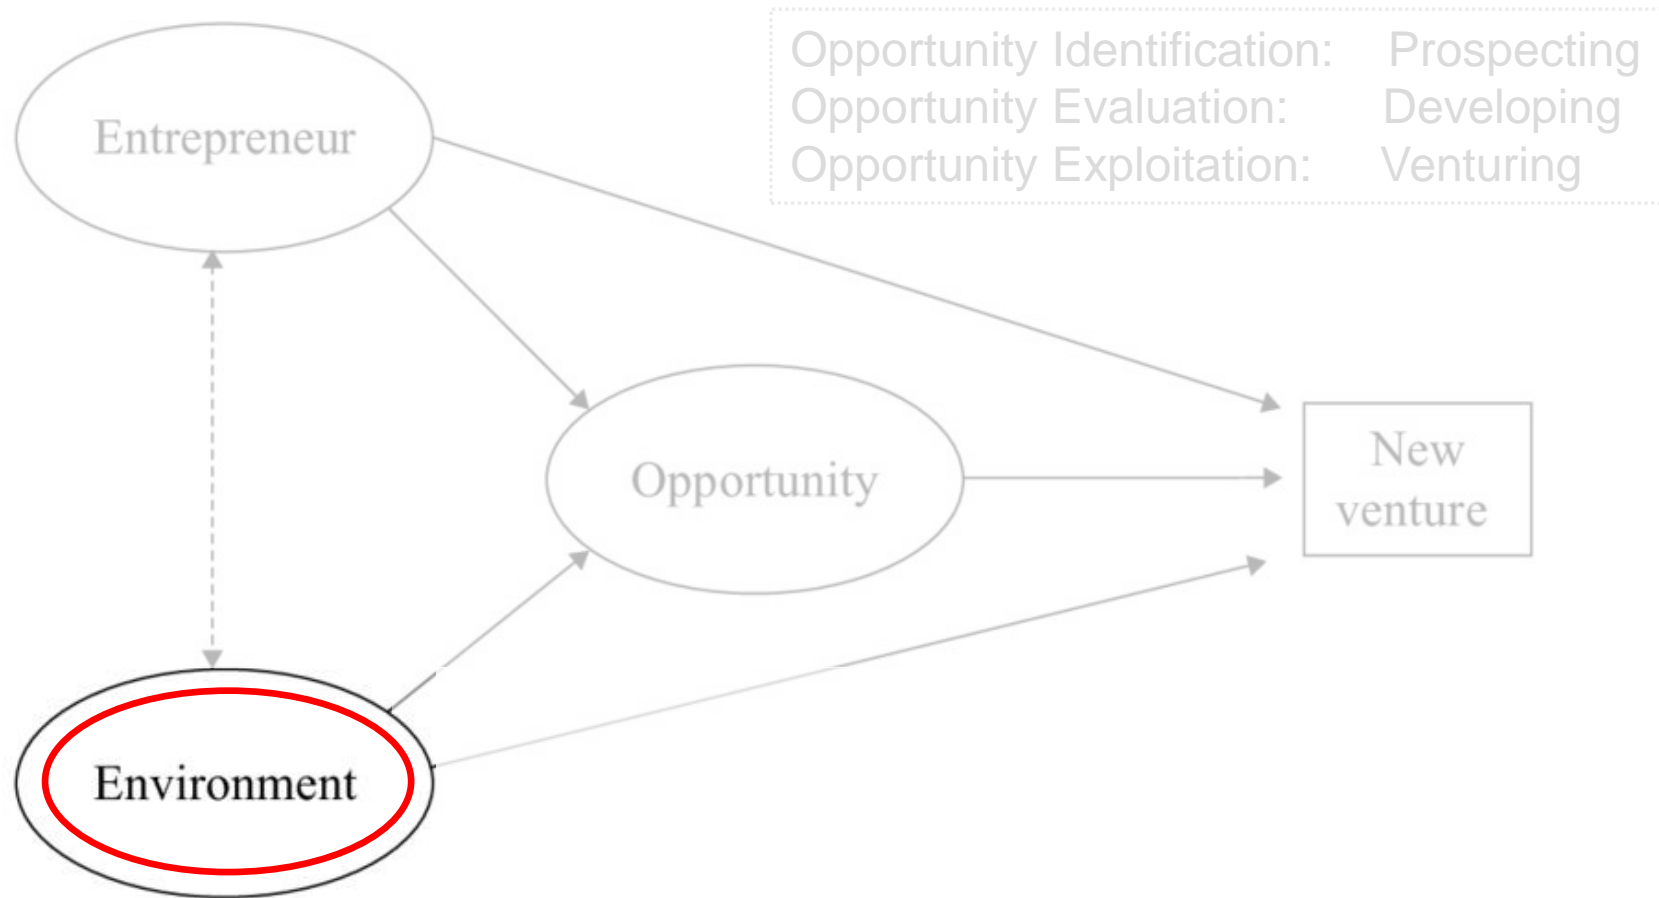 Opportunity Identification: Prospecting
Opportunity Evaluation: Developing
Opportunity Exploitation: Venturing
Entrepreneur
Opportunity
New
venture
Environment